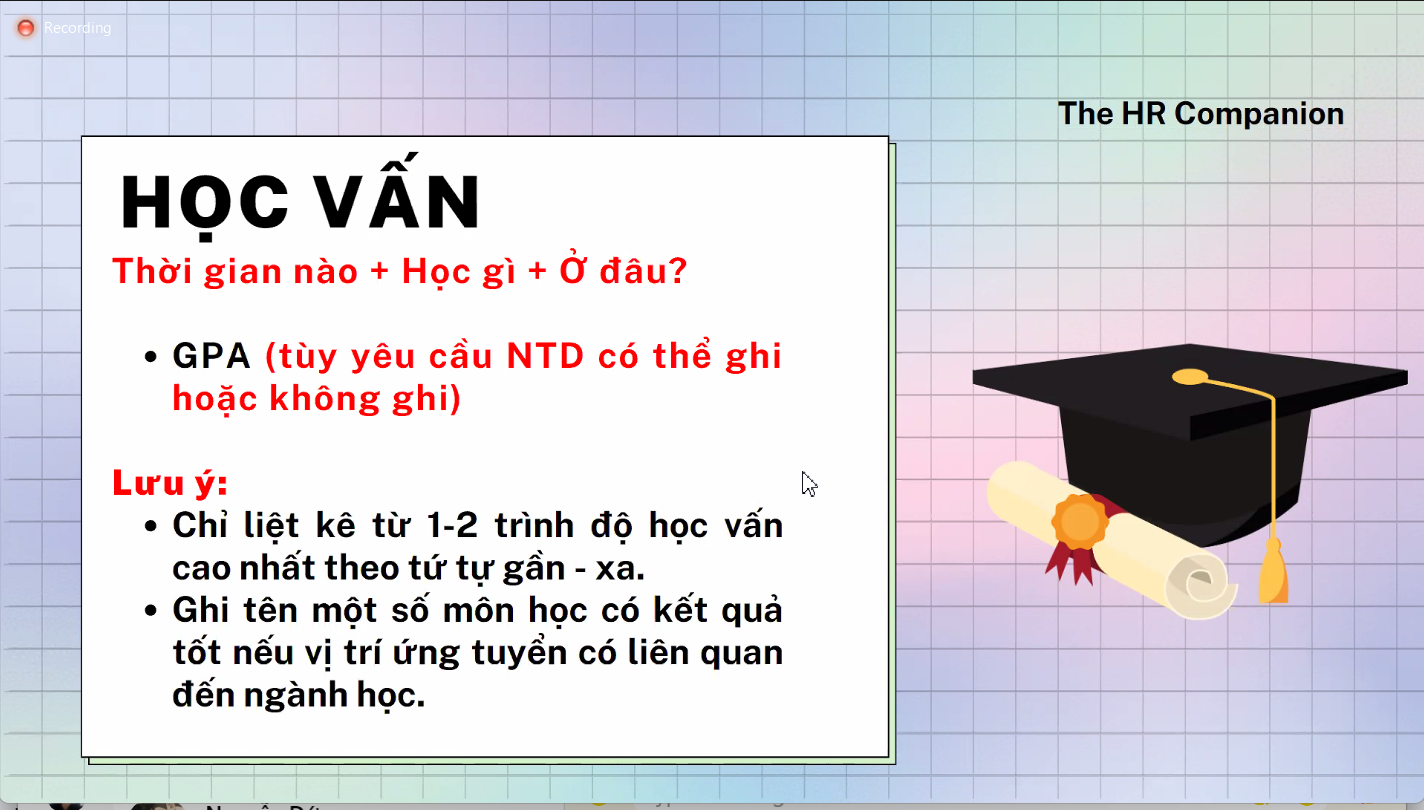 Recording
The HR Companion
HỌC VẤN
Thời gian nào + Học gì + Ở đâu?
• GPA (tùy yêu cầu NTD có thể ghi
hoặc không ghi)
Lưu ý:
• Chỉ liệt kê từ 1-2 trình độ học vấn
cao nhất theo tứ tự gần - xa.
• Ghi tên một số môn học có kết quả
tốt nếu vị trí ứng tuyển có liên quan
đến ngành học.